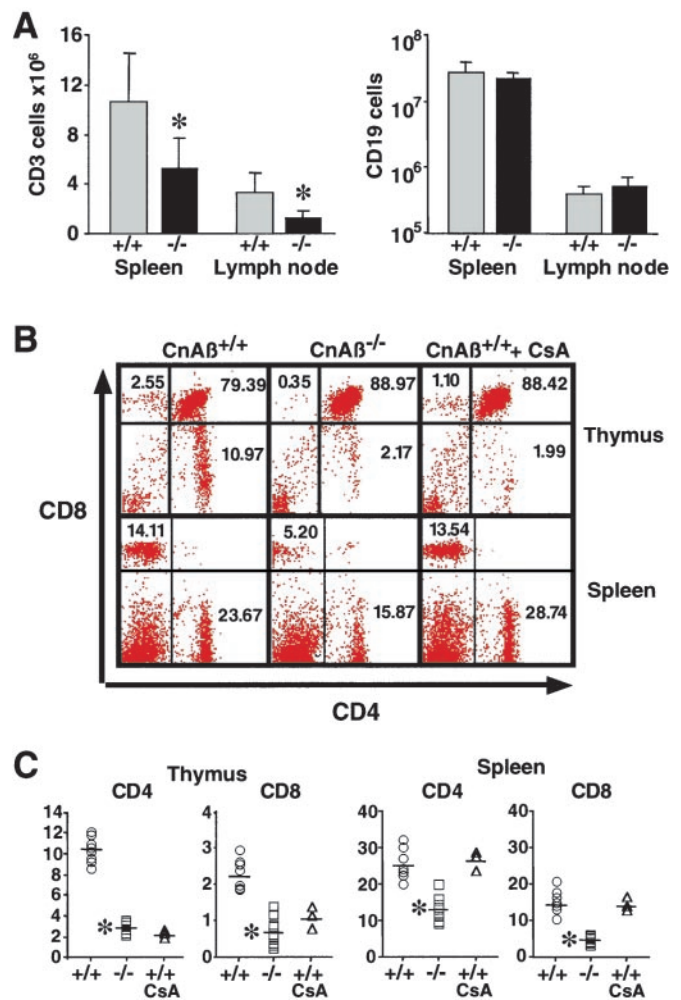 A
CD3 cells x10⁶
16
12
8
4
0
*
*
+/+ -/- +/+ -/-
Spleen Lymph node
CD19 cells
10⁸
10⁷
10⁶
10⁵
+/+ -/- +/+ -/-
Spleen Lymph node
B
CnAß+/+ CnAß-/- CnAß+/+ + CsA
2.55 79.39 0.35 88.97 1.10 88.42
Thymus
10.97 2.17 1.99
CD8
14.11 5.20 13.54
Spleen
23.67 15.87 28.74
CD4
C
Thymus Spleen
CD4 CD8 CD4 CD8
14 4 40 40
12
10 3 30 30
8
6 2 20 20
4 1 10 10
2
0 0 0 0
* * * *
+/+ -/- +/+ +/+ -/- +/+ +/+ -/- +/+ +/+ -/- +/+
CsA CsA CsA CsA